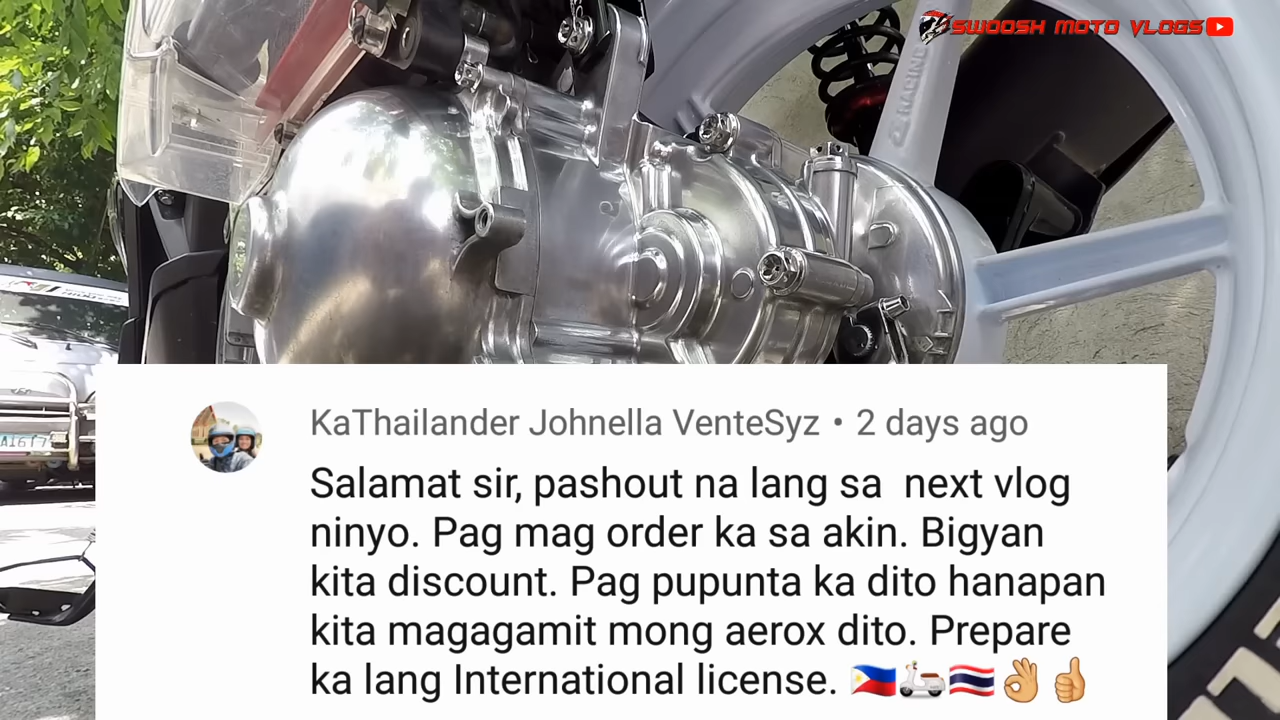 SWOOSH MOTO VLOGS
RACING
KaThailander Johnella VenteSyz • 2 days ago
Salamat sir, pashout na lang sa next vlog
ninyo. Pag mag order ka sa akin. Bigyan
kita discount. Pag pupunta ka dito hanapan
kita magagamit mong aerox dito. Prepare
ka lang International license. 🇵🇭🛵🇹🇭👌👍